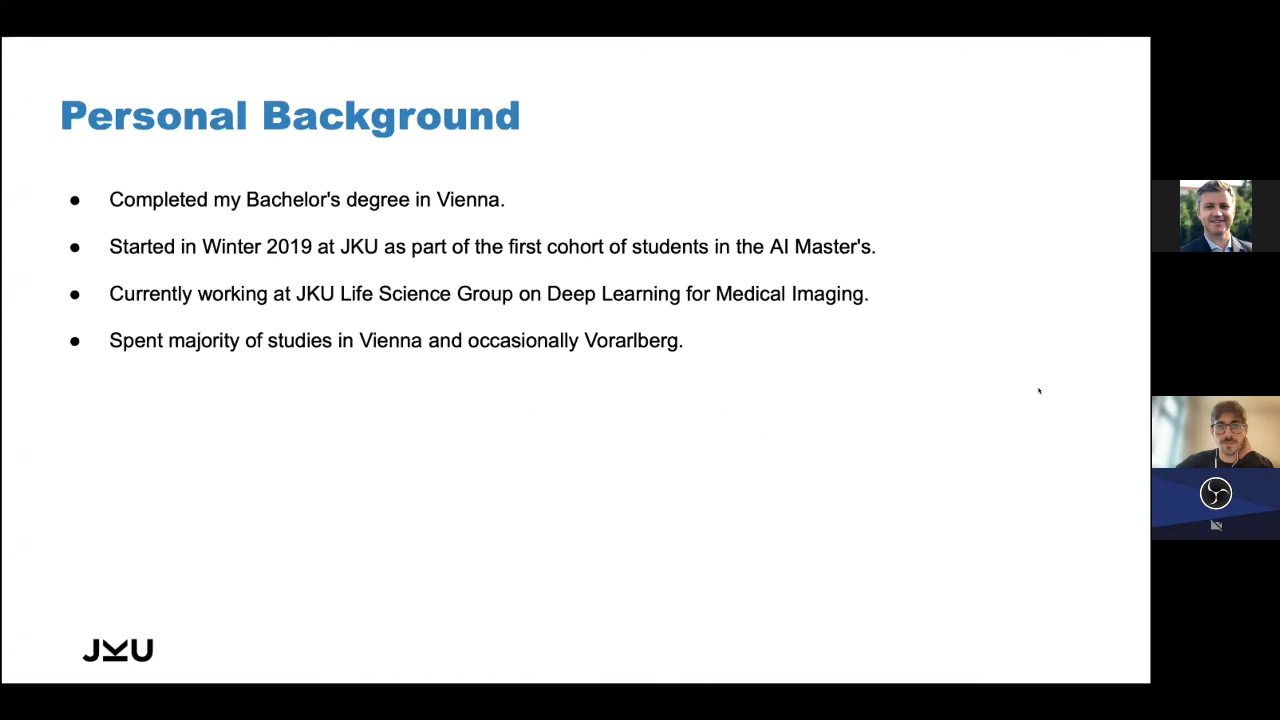 Personal Background
● Completed my Bachelor's degree in Vienna.
● Started in Winter 2019 at JKU as part of the first cohort of students in the AI Master's.
● Currently working at JKU Life Science Group on Deep Learning for Medical Imaging.
● Spent majority of studies in Vienna and occasionally Vorarlberg.
JKU